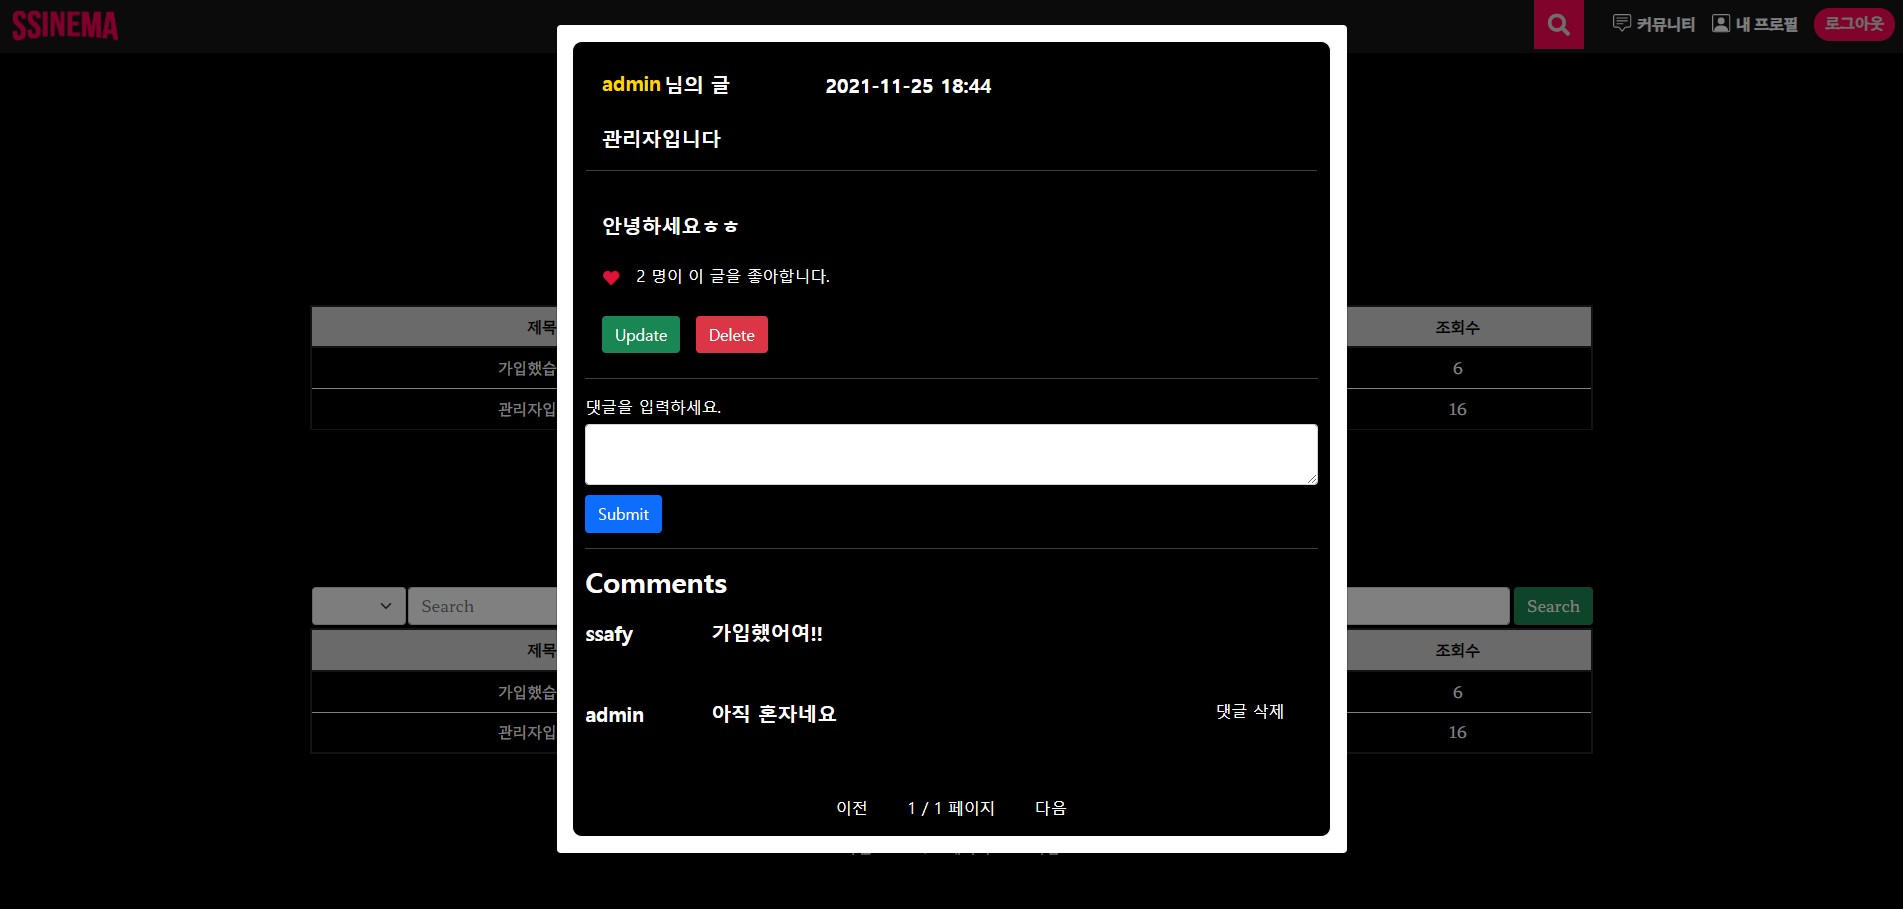 SSINEMA 커뮤니티 내 프로필 로그아웃
admin 님의 글 2021-11-25 18:44
관리자입니다
안녕하세요ㅎㅎ
2 명이 이 글을 좋아합니다.
Update Delete
댓글을 입력하세요.
Submit
Comments
ssafy 가입했어여!!
admin 아직 혼자네요 댓글 삭제
이전 1 / 1 페이지 다음
제목 조회수
가입했습 6
관리자입 16
Search Search
제목 조회수
가입했습 6
관리자입 16